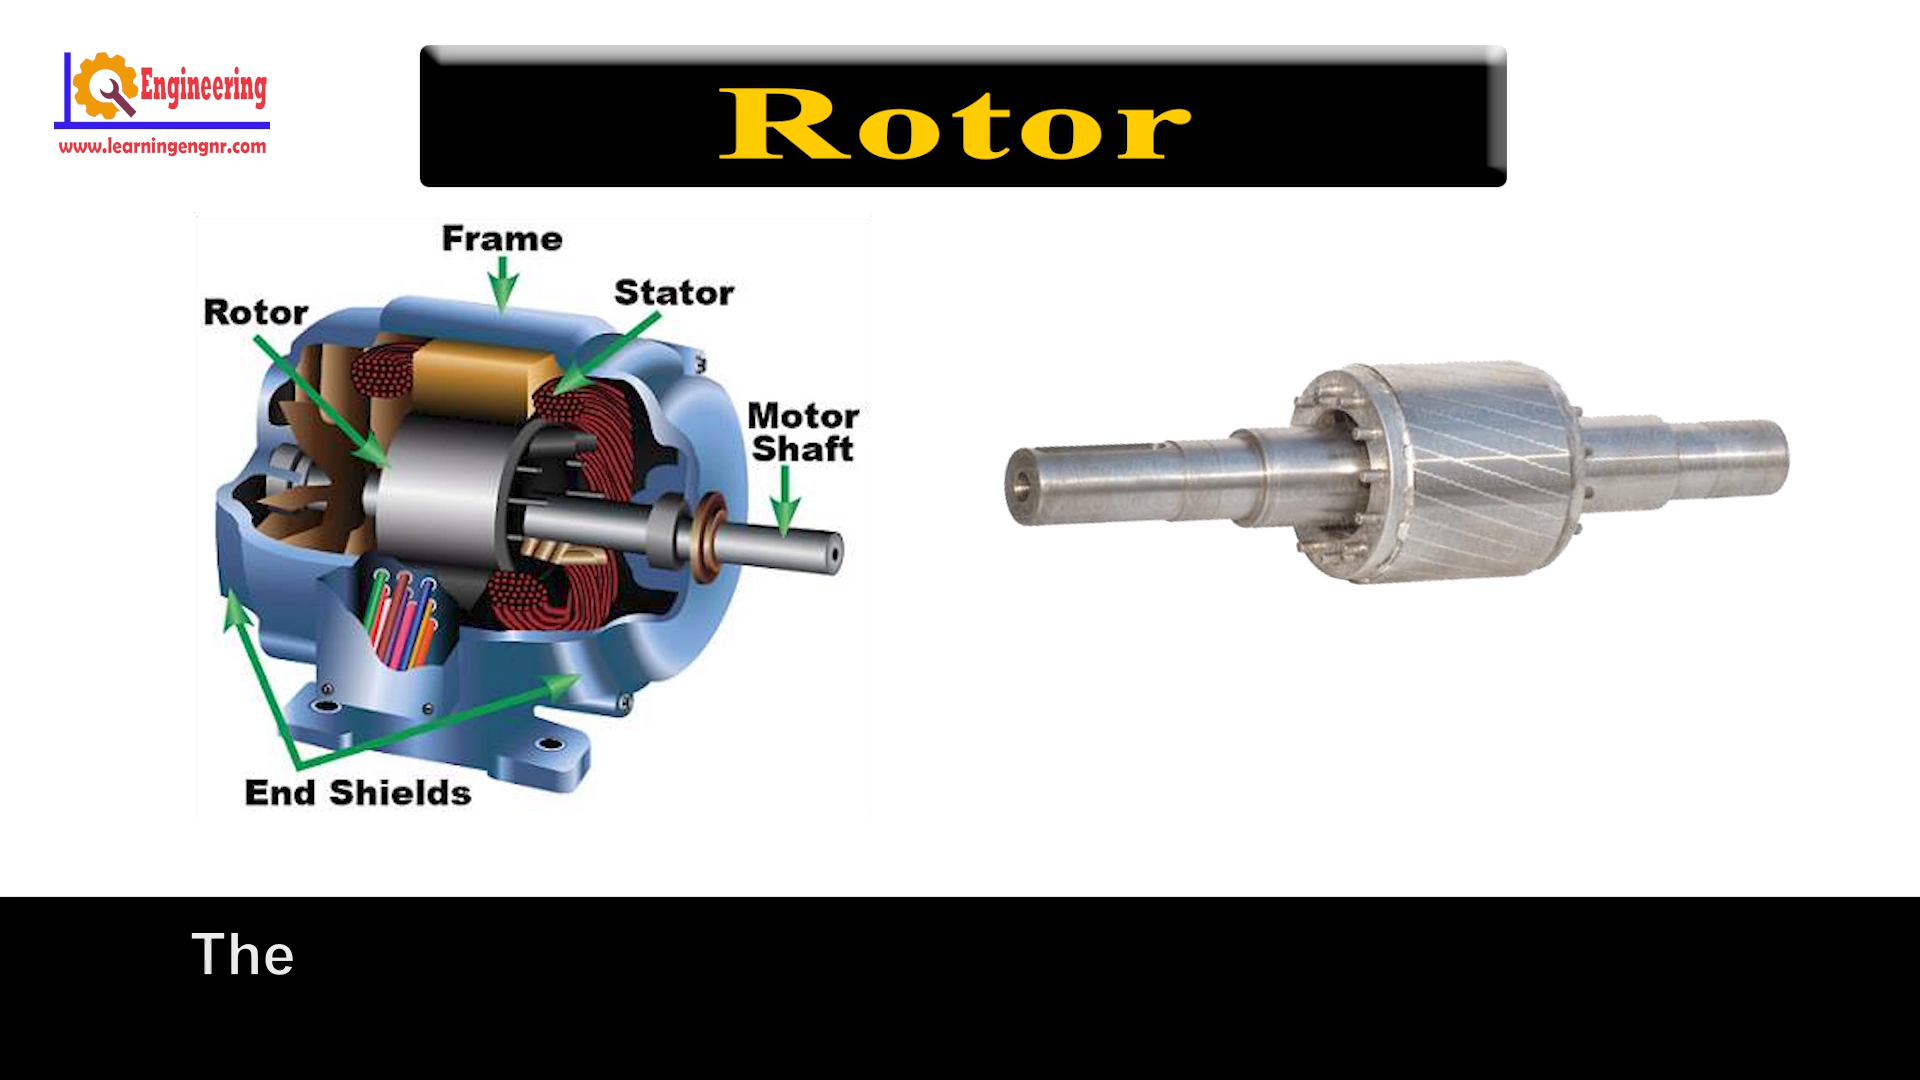 Engineering
www.learningengnr.com
Rotor
Frame
Stator
Rotor
Motor
Shaft
End Shields
The